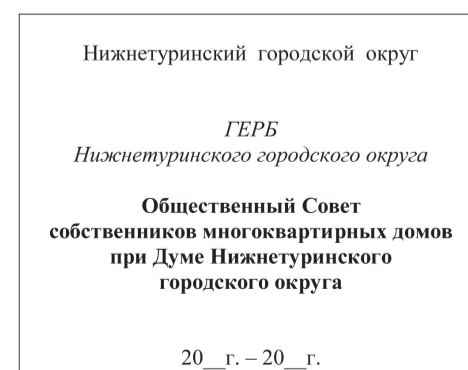 Нижнетуринский городской округ
ГЕРБ
Нижнетуринского городского округа
Общественный Совет
собственников многоквартирных домов
при Думе Нижнетуринского
городского округа
20__г. – 20__г.